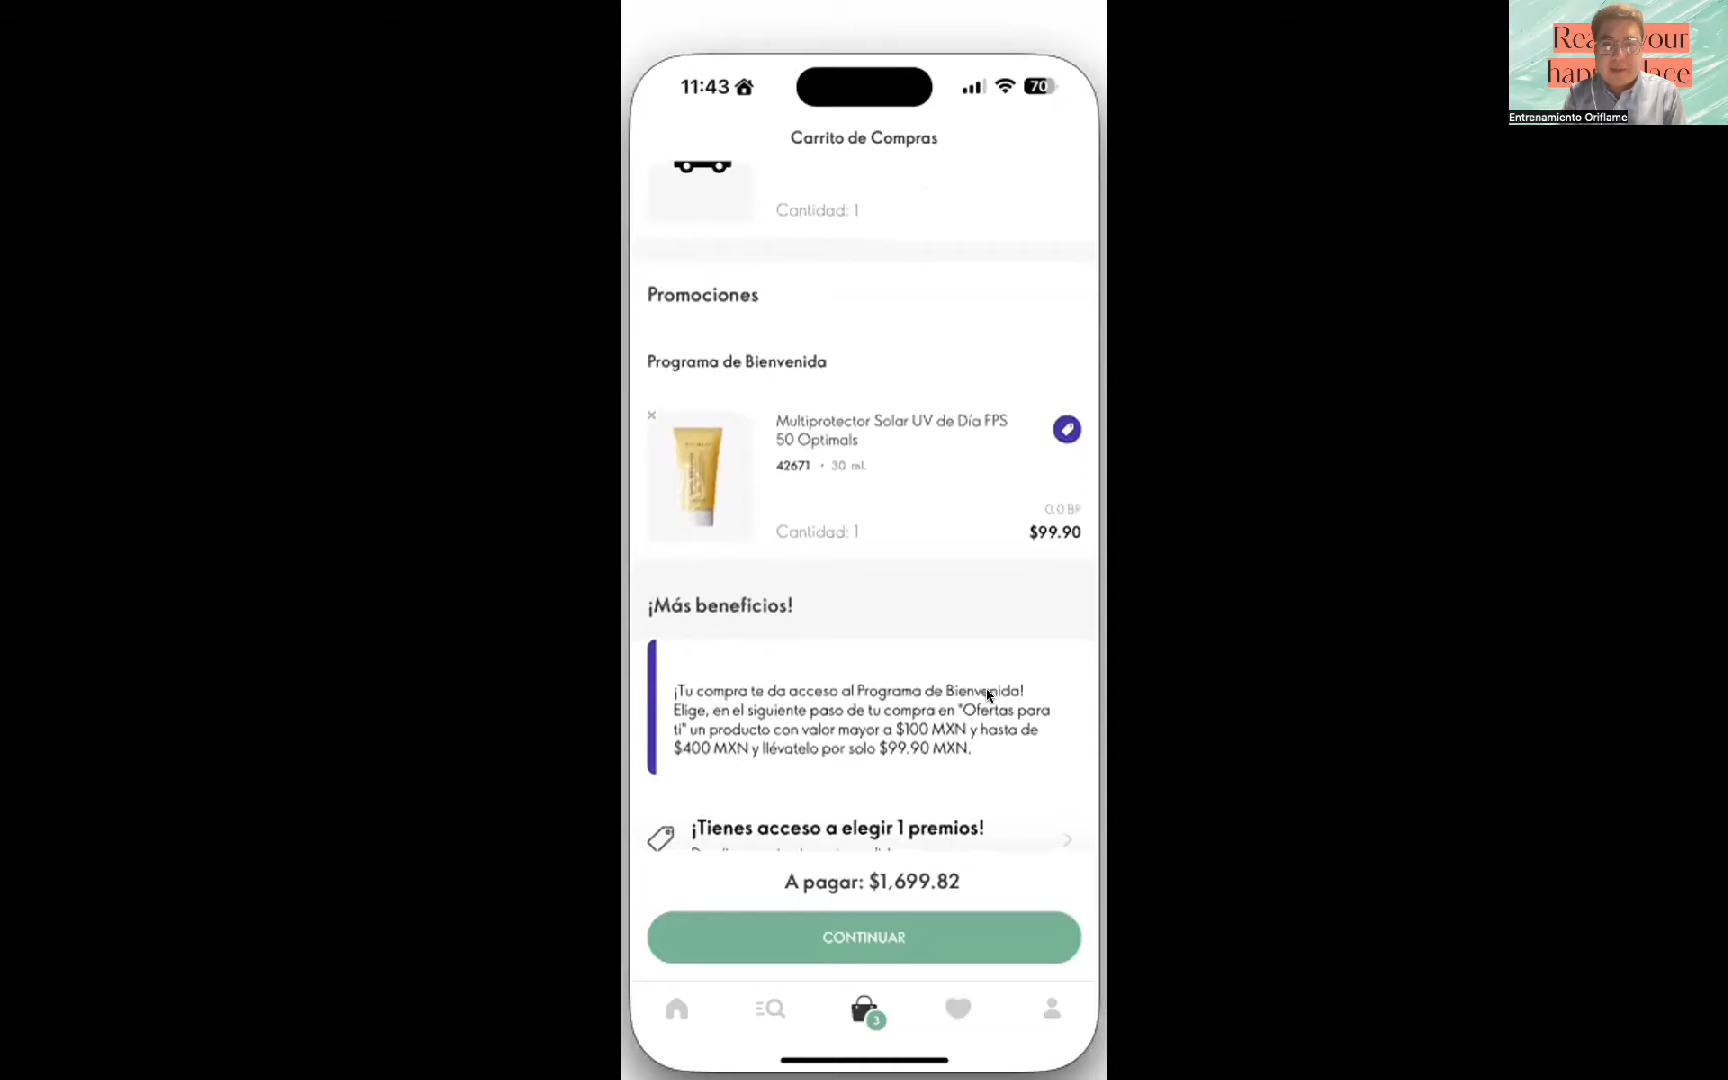 11:43
70
Carrito de Compras
Cantidad: 1
Promociones
Programa de Bienvenida
Multiprotector Solar UV de Día FPS
50 Optimals
42671 • 30 ml.
0.0 BP
Cantidad: 1
$99.90
¡Más beneficios!
¡Tu compra te da acceso al Programa de Bienvenida!
Elige, en el siguiente paso de tu compra en "Ofertas para
ti" un producto con valor mayor a $100 MXN y hasta de
$400 MXN y llévatelo por solo $99.90 MXN.
¡Tienes acceso a elegir 1 premios!
A pagar: $1,699.82
CONTINUAR
3
your
Entrenamiento Oriflame